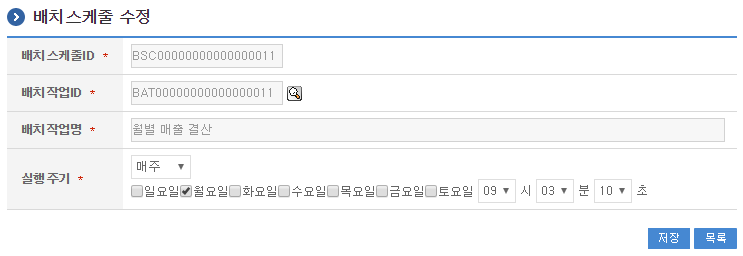 배치스케줄 수정
배치스케줄ID *
BSC00000000000000011
배치작업ID *
BAT00000000000000011
배치작업명 *
월별 매출 결산
실행주기 *
매주
일요일 월요일 화요일 수요일 목요일 금요일 토요일 09 시 03 분 10 초
저장 목록